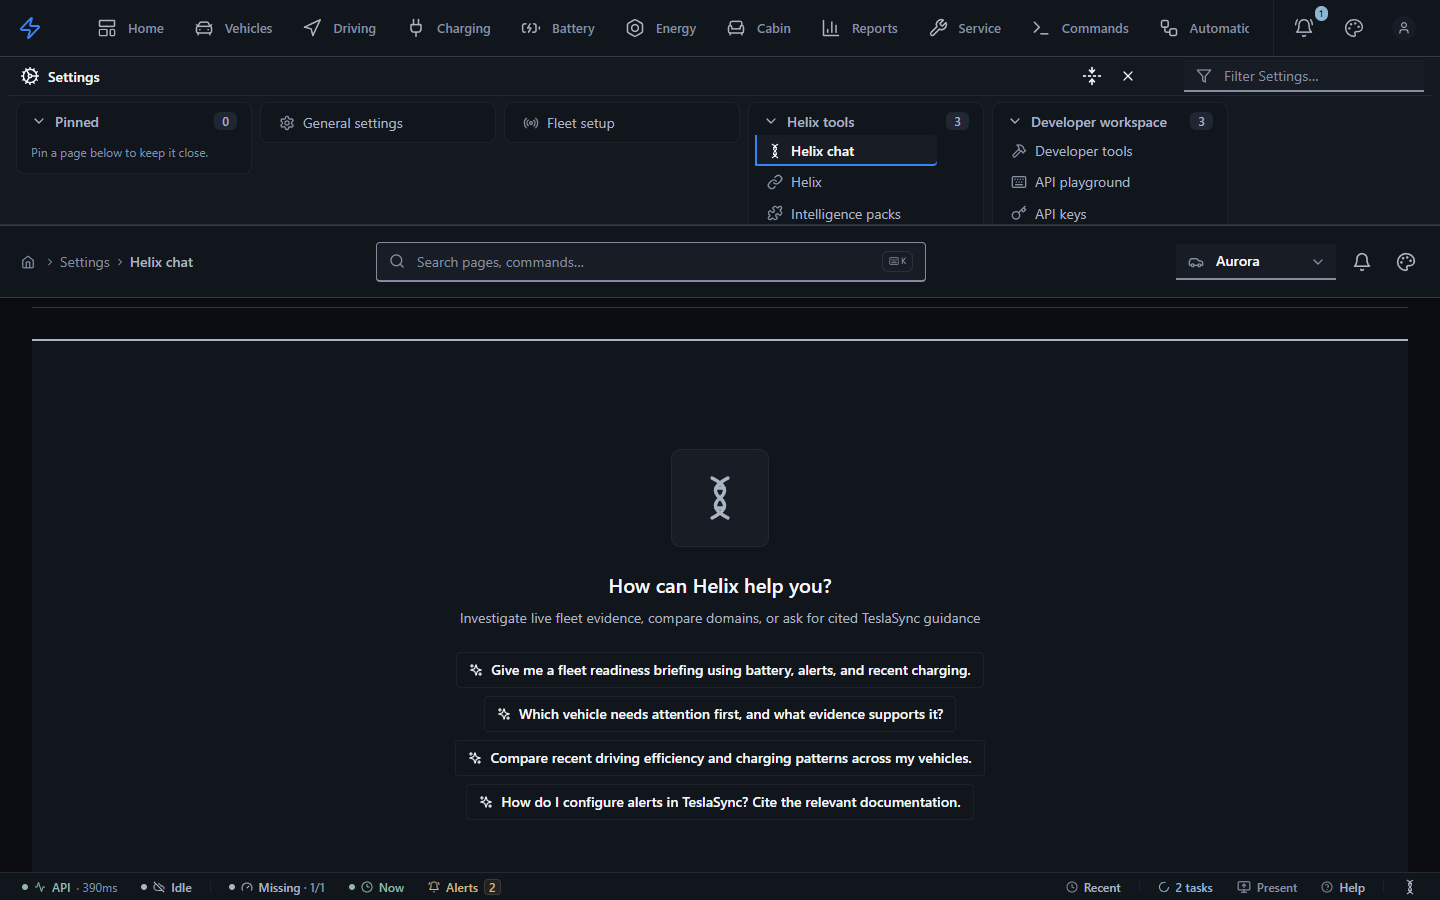 Home
Vehicles
Driving
Charging
Battery
Energy
Cabin
Reports
Service
Commands
Automatic
1
Settings
Filter Settings...
Pinned 0
Pin a page below to keep it close.
General settings
Fleet setup
Helix tools 3
Helix chat
Helix
Intelligence packs
Developer workspace 3
Developer tools
API playground
API keys
Settings
Helix chat
Search pages, commands...
K
Aurora
How can Helix help you?
Investigate live fleet evidence, compare domains, or ask for cited TeslaSync guidance
Give me a fleet readiness briefing using battery, alerts, and recent charging.
Which vehicle needs attention first, and what evidence supports it?
Compare recent driving efficiency and charging patterns across my vehicles.
How do I configure alerts in TeslaSync? Cite the relevant documentation.
API · 390ms
Idle
Missing · 1/1
Now
Alerts 2
Recent
2 tasks
Present
Help